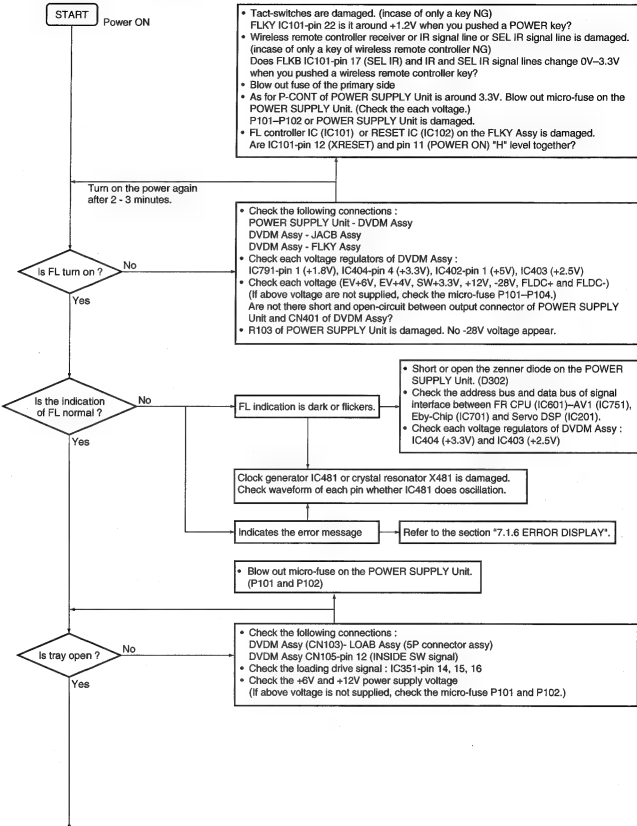 START
Power ON
• Tact-switches are damaged. (incase of only a key NG)
FLKY IC101-pin 22 is it around +1.2V when you pushed a POWER key?
• Wireless remote controller receiver or IR signal line or SEL IR signal line is damaged.
(incase of only a key of wireless remote controller NG)
Does FLKB IC101-pin 17 (SEL IR) and IR and SEL IR signal lines change 0V–3.3V
when you pushed a wireless remote controller key?
• Blow out fuse of the primary side
• As for P-CONT of POWER SUPPLY Unit is around 3.3V. Blow out micro-fuse on the
POWER SUPPLY Unit. (Check the each voltage.)
P101–P102 or POWER SUPPLY Unit is damaged.
• FL controller IC (IC101) or RESET IC (IC102) on the FLKY Assy is damaged.
Are IC101-pin 12 (XRESET) and pin 11 (POWER ON) "H" level together?
Turn on the power again
after 2 - 3 minutes.
Is FL turn on ?
No
Yes
• Check the following connections :
POWER SUPPLY Unit - DVDM Assy
DVDM Assy - JACB Assy
DVDM Assy - FLKY Assy
• Check each voltage regulators of DVDM Assy :
IC791-pin 1 (+1.8V), IC404-pin 4 (+3.3V), IC402-pin 1 (+5V), IC403 (+2.5V)
• Check each voltage (EV+6V, EV+4V, SW+3.3V, +12V, -28V, FLDC+ and FLDC-)
(If above voltage are not supplied, check the micro-fuse P101–P104.)
Are not there short and open-circuit between output connector of POWER SUPPLY
Unit and CN401 of DVDM Assy?
• R103 of POWER SUPPLY Unit is damaged. No -28V voltage appear.
Is the indication
of FL normal ?
No
Yes
FL indication is dark or flickers.
• Short or open the zenner diode on the POWER
SUPPLY Unit. (D302)
• Check the address bus and data bus of signal
interface between FR CPU (IC601)–AV1 (IC751),
Eby-Chip (IC701) and Servo DSP (IC201).
• Check each voltage regulators of DVDM Assy :
IC404 (+3.3V) and IC403 (+2.5V)
Clock generator IC481 or crystal resonator X481 is damaged.
Check waveform of each pin whether IC481 does oscillation.
Indicates the error message
Refer to the section "7.1.6 ERROR DISPLAY".
• Blow out micro-fuse on the POWER SUPPLY Unit.
(P101 and P102)
Is tray open ?
No
Yes
• Check the following connections :
DVDM Assy (CN103)- LOAB Assy (5P connector assy)
DVDM Assy CN105-pin 12 (INSIDE SW signal)
• Check the loading drive signal : IC351-pin 14, 15, 16
• Check the +6V and +12V power supply voltage
(If above voltage is not supplied, check the micro-fuse P101 and P102.)